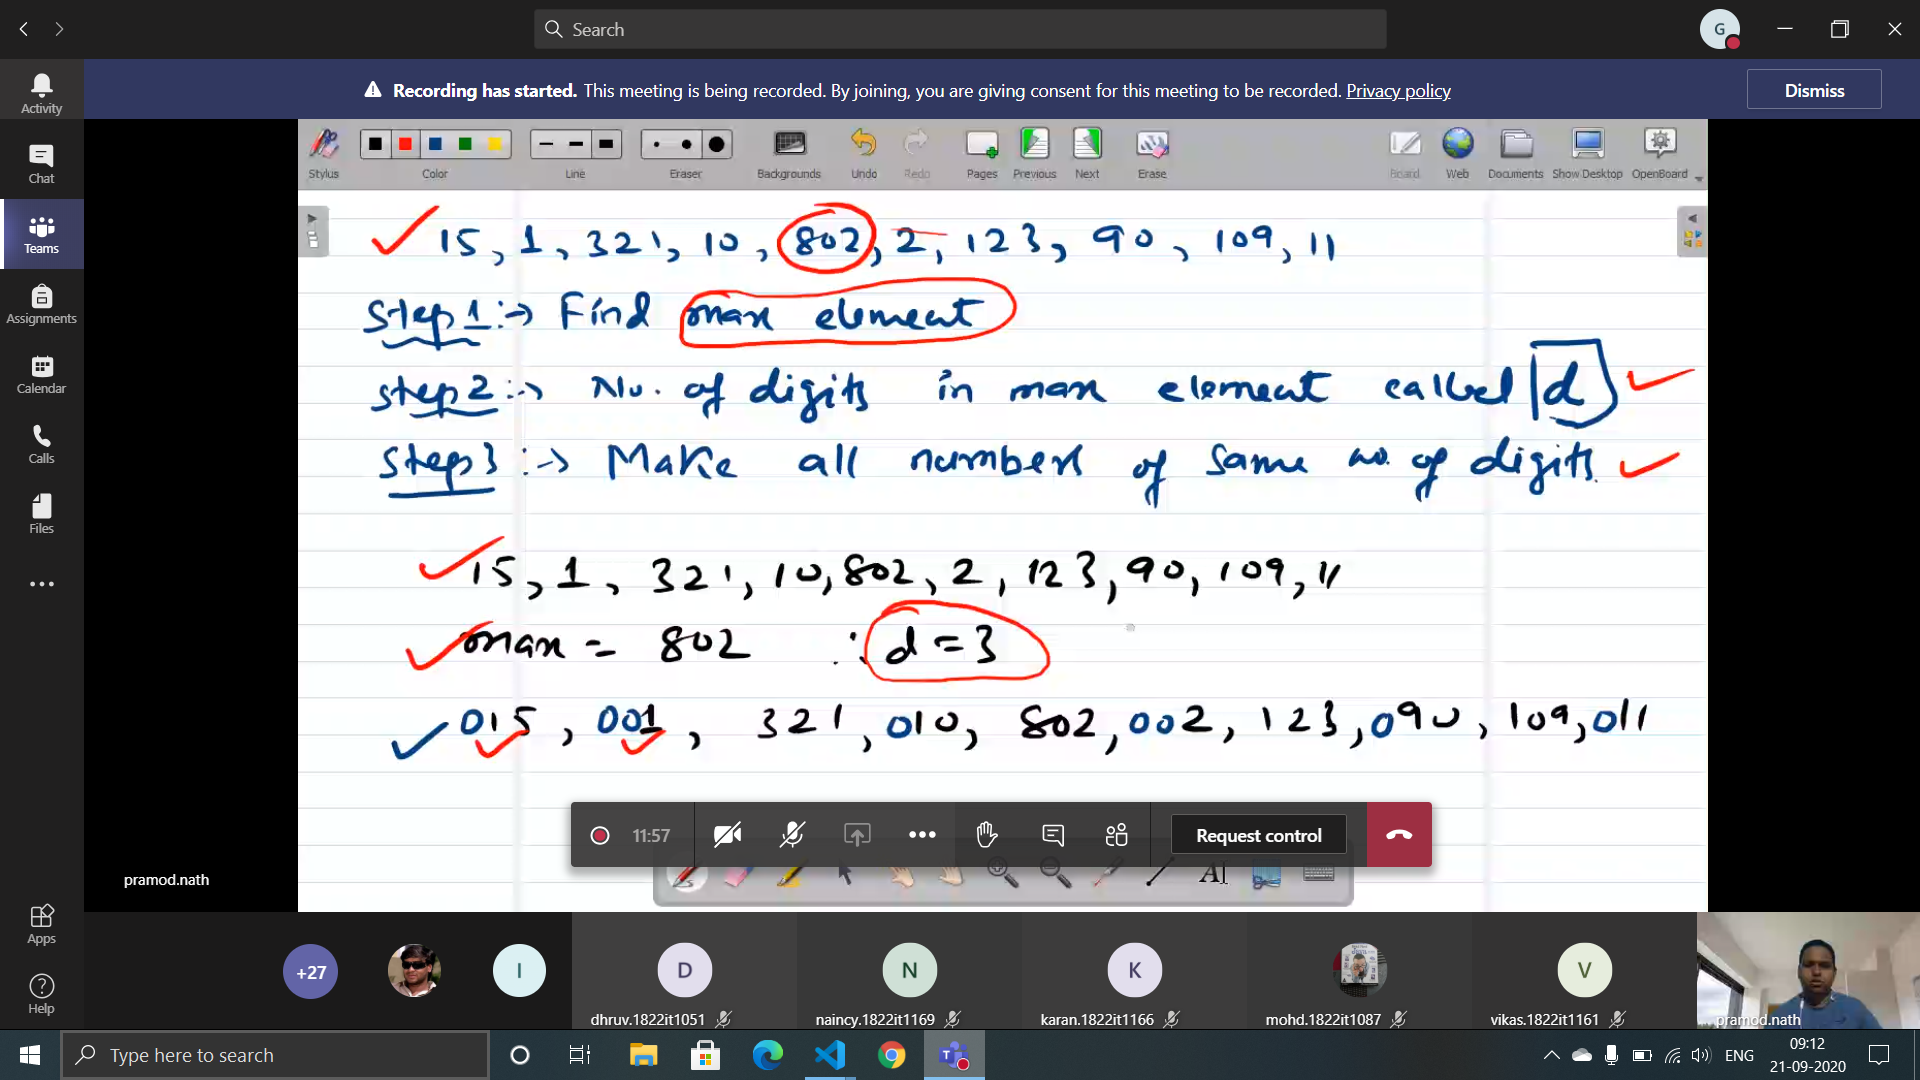 Search
G
Activity
Recording has started. This meeting is being recorded. By joining, you are giving consent for this meeting to be recorded. Privacy policy
Dismiss
Chat
Teams
Assignments
Calendar
Calls
Files
Apps
Help
Stylus Color Line Eraser Backgrounds Undo Redo Pages Previous Next Erase Board Web Documents Show Desktop OpenBoard
15, 1, 321, 10, 802, 2, 123, 90, 109, 11
Step 1 :→ Find max element
Step 2 :→ No. of digits in max element called d
Step 3 :→ Make all numbers of same no. of digits.
15, 1, 321, 10, 802, 2, 123, 90, 109, 11
max = 802 ∴ d = 3
015, 001, 321, 010, 802, 002, 123, 090, 109, 011
11:57
Request control
pramod.nath
+27
I
D
N
K
V
dhruv.1822it1051
naincy.1822it1169
karan.1822it1166
mohd.1822it1087
vikas.1822it1161
pramod.nath
Type here to search
ENG
09:12
21-09-2020